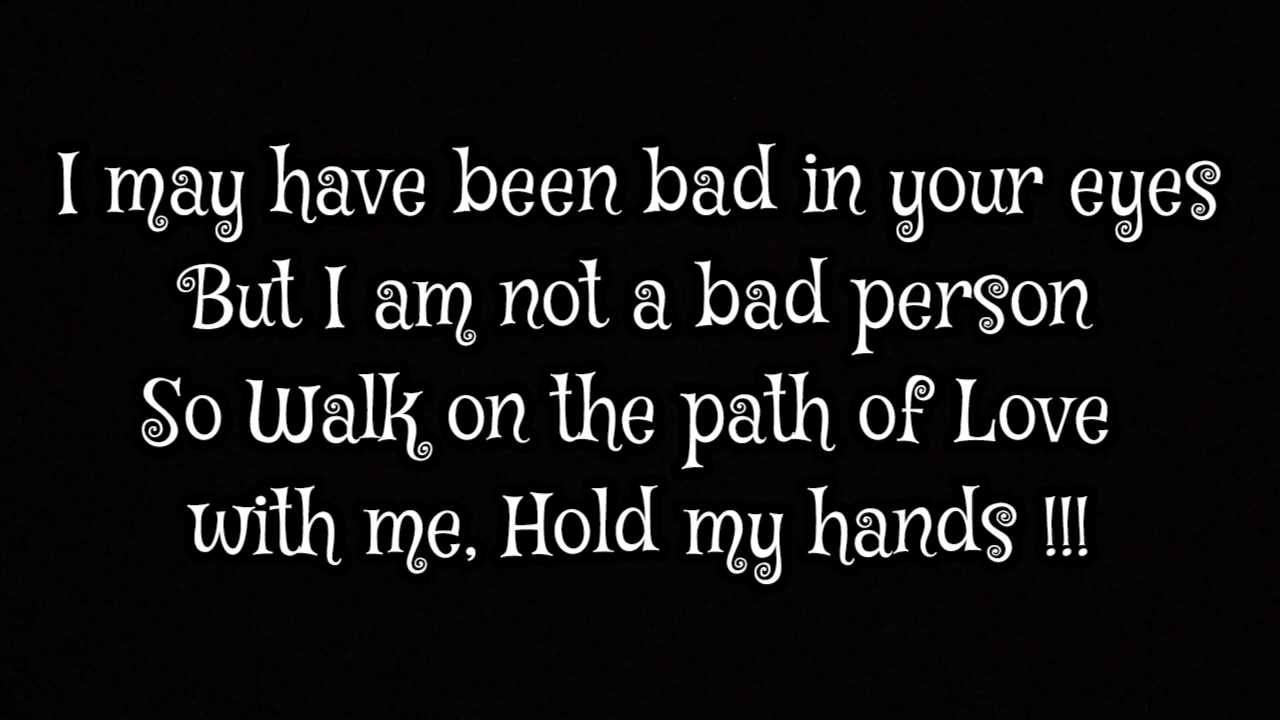 I may have been bad in your eyes
But I am not a bad person
So Walk on the path of Love
with me, Hold my hands !!!